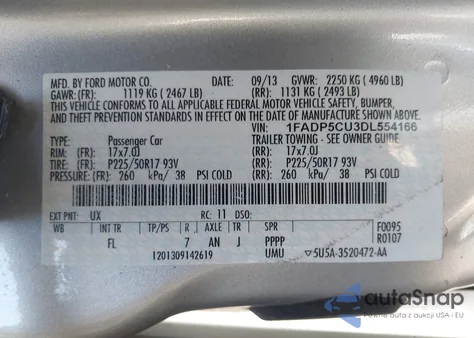 MFD. BY FORD MOTOR CO.
DATE: 09/13 GVWR: 2250 KG ( 4960 LB)
GAWR:(FR): 1119 KG ( 2467 LB) (RR): 1131 KG ( 2493 LB)
THIS VEHICLE CONFORMS TO ALL APPLICABLE FEDERAL MOTOR VEHICLE SAFETY, BUMPER, AND
THEFT PREVENTION STANDARDS IN EFFECT ON THE DATE OF MANUFACTURE SHOWN ABOVE.
VIN: 1FADP5CU3DL554166
TYPE: Passenger Car TRAILER TOWING - SEE OWNER GUIDE
RIM: (FR) 17x7.0J (RR): 17x7.0J
TIRE: (FR) P225/50R17 93V (RR): P225/50R17 93V
PRESSURE: (FR) 260 kPa/ 38 PSI COLD (RR): 260 kPa/ 38 PSI COLD
EXT PNT: UX RC: 11 DSO:
WB INT TR TP/PS R AXLE TR SPR F0095
FL 7 AN J PPPP R0107
1201309142619 UMU ▽5U5A-3520472-AA
autoSnap
Pewne auta z aukcji USA